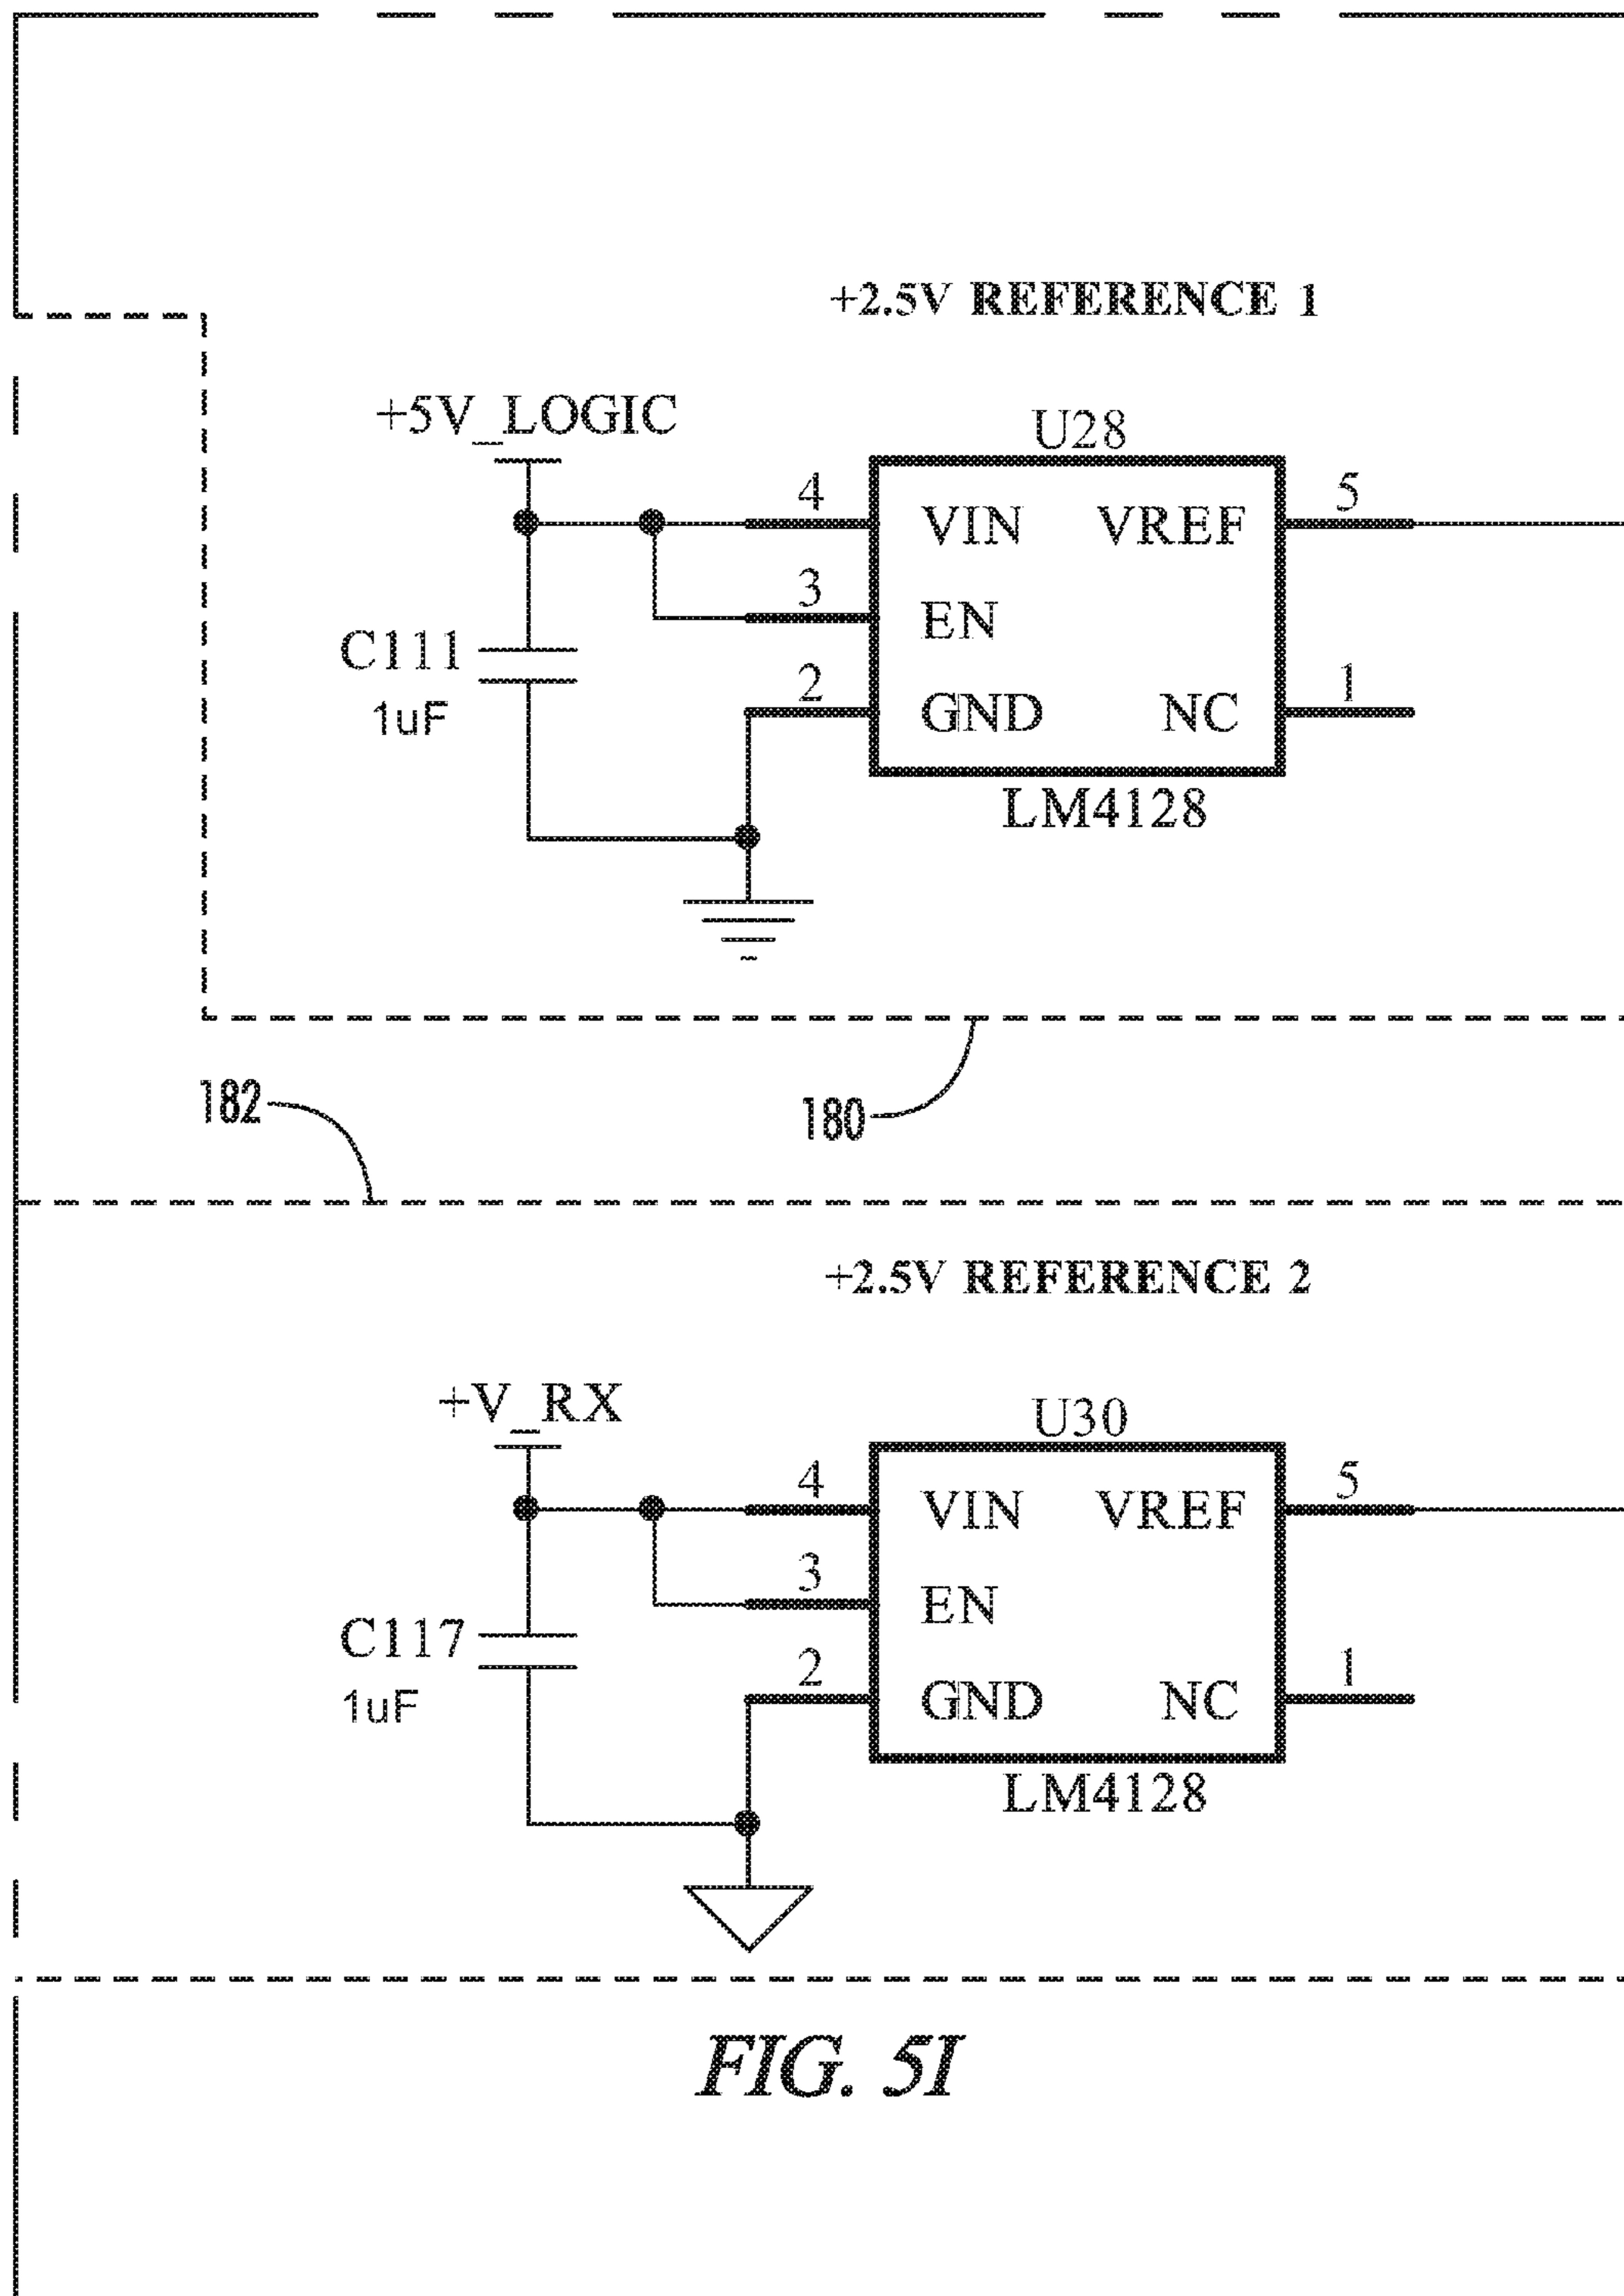 +2.5V REFERENCE 1
+5V_LOGIC
U28
4
VIN
VREF
5
3
EN
C111
1uF
2
GND
NC
1
LM4128
182
180
+2.5V REFERENCE 2
+V_RX
U30
4
VIN
VREF
5
3
EN
C117
1uF
2
GND
NC
1
LM4128
FIG. 5I